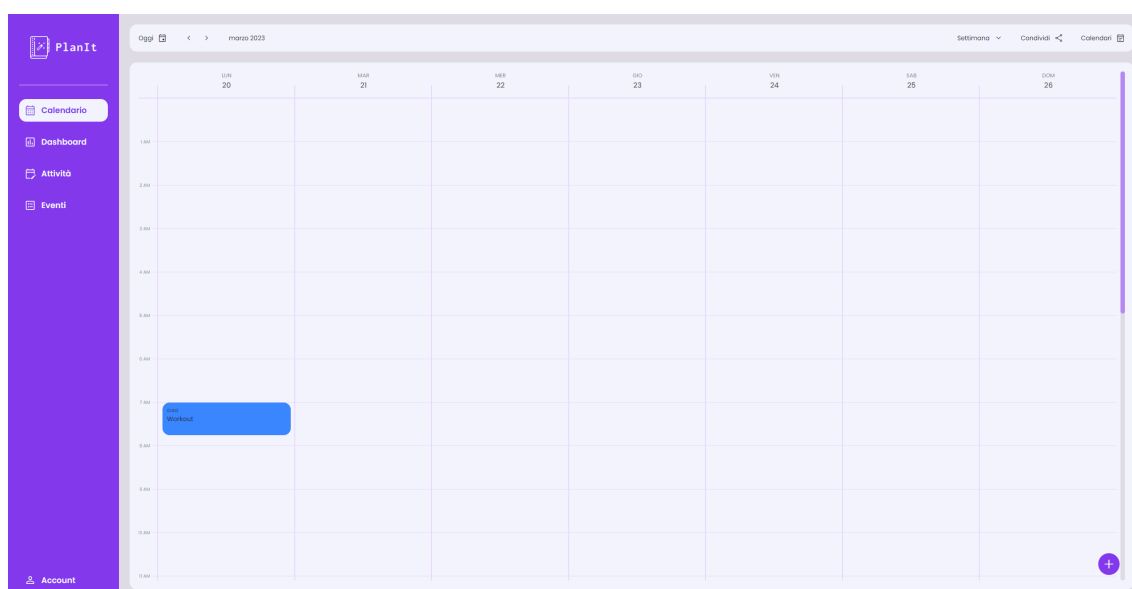 PlanIt
Oggi
marzo 2023
Settimana
Condividi
Calendari
Calendario
Dashboard
Attività
Eventi
Account
LUN MAR MER GIO VEN SAB DOM
20 21 22 23 24 25 26
1 AM
2 AM
3 AM
4 AM
5 AM
6 AM
7 AM
Workout
8 AM
9 AM
10 AM
11 AM